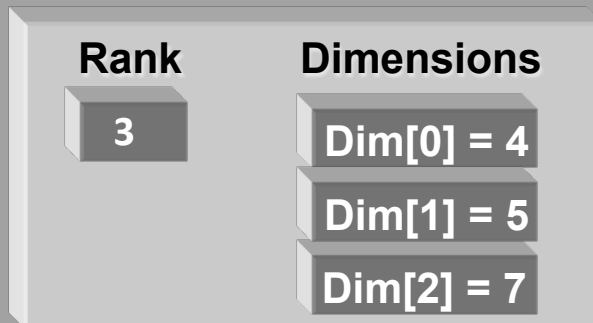 Rank
Dimensions
3
Dim[0] = 4
Dim[1] = 5
Dim[2] = 7